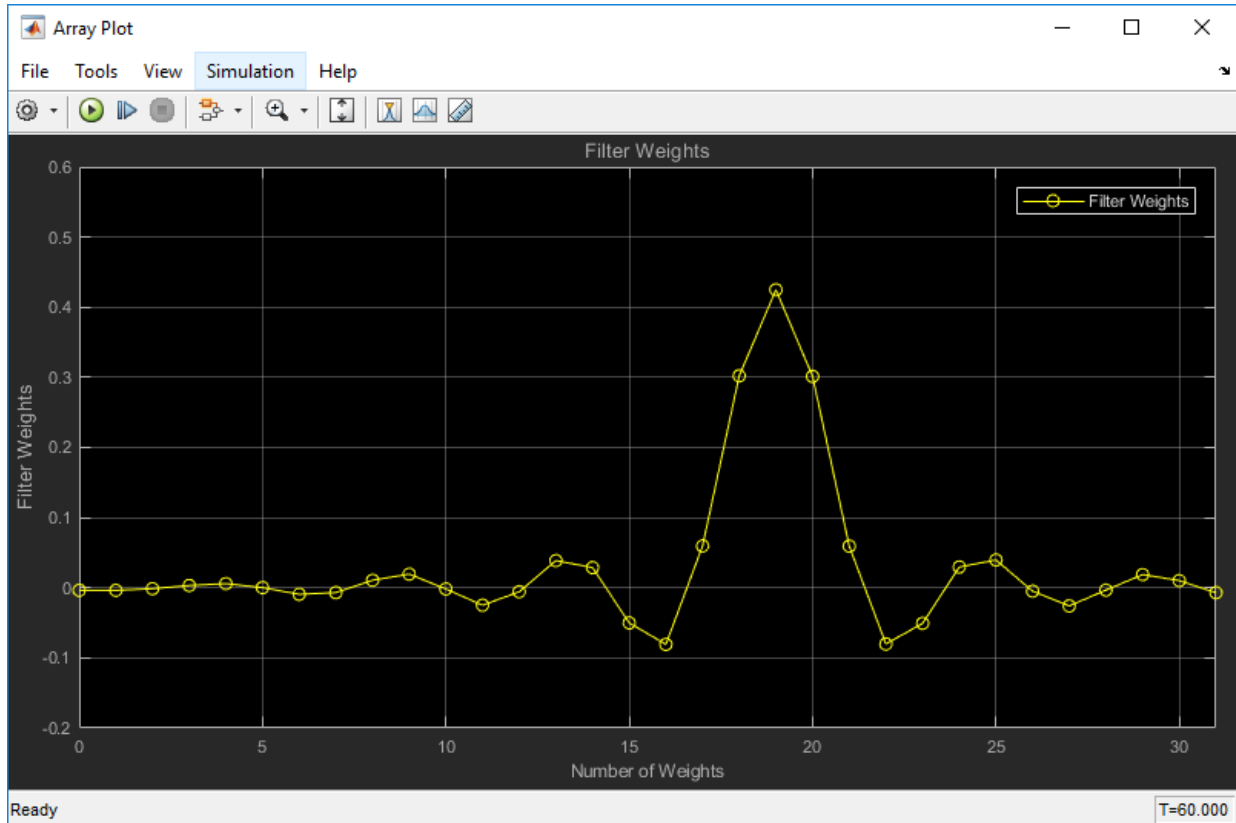 Array Plot
File Tools View Simulation Help
Filter Weights
Filter Weights
0.6
0.5
0.4
0.3
0.2
0.1
0
-0.1
-0.2
Filter Weights
0 5 10 15 20 25 30
Number of Weights
Ready T=60.000